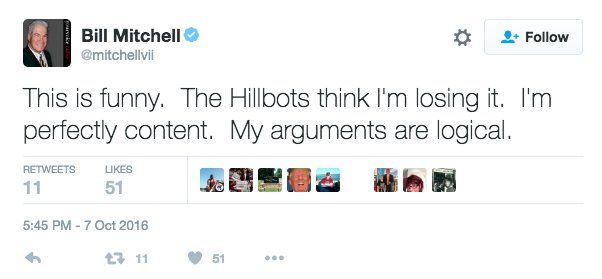 Bill Mitchell
@mitchellvii
Follow
This is funny.  The Hillbots think I'm losing it.  I'm
perfectly content.  My arguments are logical.
RETWEETS LIKES
11 51
5:45 PM - 7 Oct 2016
11 51